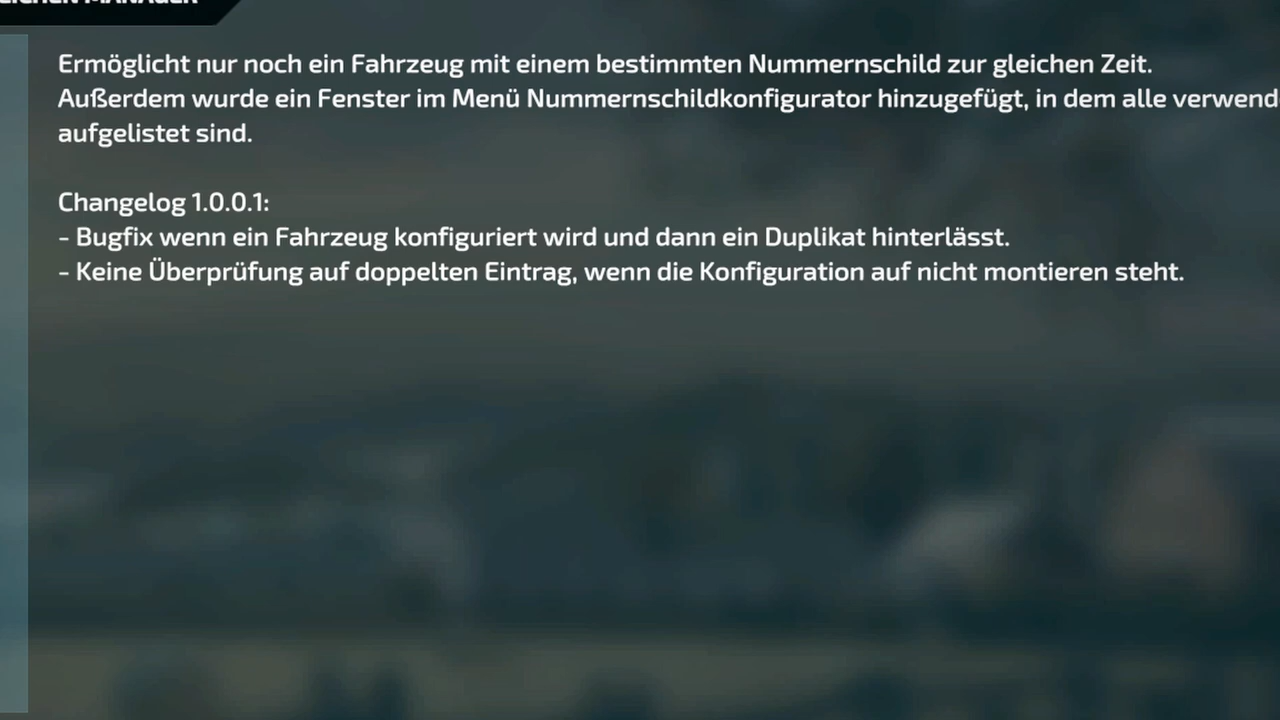 Ermöglicht nur noch ein Fahrzeug mit einem bestimmten Nummernschild zur gleichen Zeit.
Außerdem wurde ein Fenster im Menü Nummernschildkonfigurator hinzugefügt, in dem alle verwend
aufgelistet sind.
Changelog 1.0.0.1:
- Bugfix wenn ein Fahrzeug konfiguriert wird und dann ein Duplikat hinterlässt.
- Keine Überprüfung auf doppelten Eintrag, wenn die Konfiguration auf nicht montieren steht.